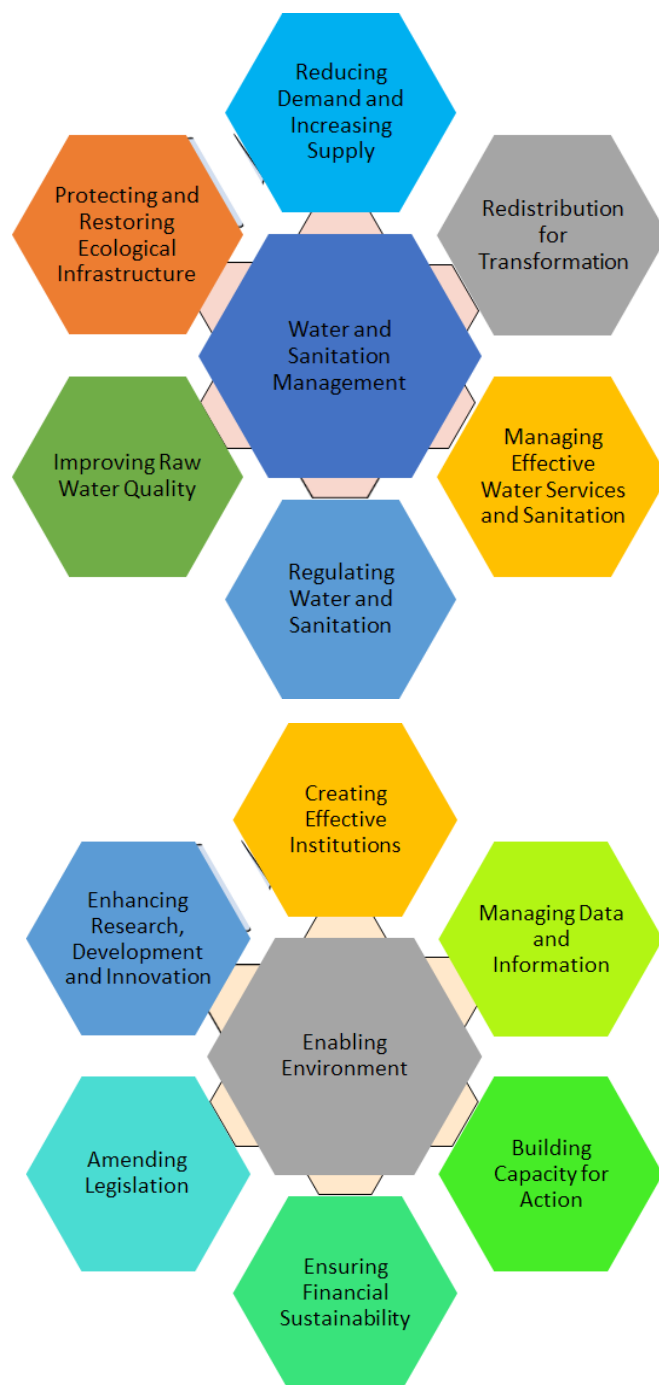 Reducing
Demand and
Increasing
Supply
Protecting and
Restoring
Ecological
Infrastructure
Redistribution
for
Transformation
Water and
Sanitation
Management
Improving Raw
Water Quality
Managing
Effective
Water Services
and Sanitation
Regulating
Water and
Sanitation
Creating
Effective
Institutions
Enhancing
Research,
Development
and Innovation
Managing Data
and
Information
Enabling
Environment
Amending
Legislation
Building
Capacity for
Action
Ensuring
Financial
Sustainability